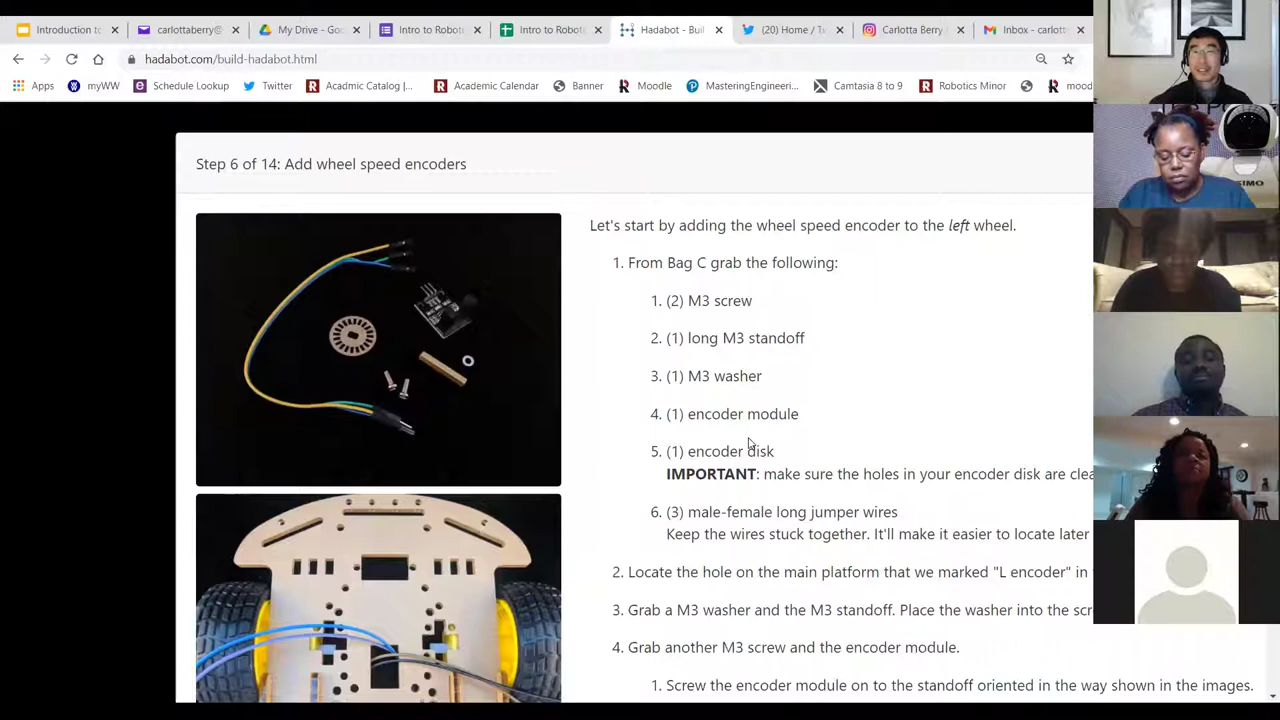 Introduction to
carlottaberry@
My Drive - Goo
Intro to Robote
Intro to Robote
Hadabot - Buil
(20) Home / Tw
Carlotta Berry
Inbox - carlott
hadabot.com/build-hadabot.html
Apps
myWW
Schedule Lookup
Twitter
Acadmic Catalog |...
Academic Calendar
Banner
Moodle
MasteringEngineeri...
Camtasia 8 to 9
Robotics Minor
mood
Step 6 of 14: Add wheel speed encoders
Let's start by adding the wheel speed encoder to the left wheel.
1. From Bag C grab the following:
1. (2) M3 screw
2. (1) long M3 standoff
3. (1) M3 washer
4. (1) encoder module
5. (1) encoder disk
IMPORTANT: make sure the holes in your encoder disk are clea
6. (3) male-female long jumper wires
Keep the wires stuck together. It'll make it easier to locate later
2. Locate the hole on the main platform that we marked "L encoder" in
3. Grab a M3 washer and the M3 standoff. Place the washer into the scr
4. Grab another M3 screw and the encoder module.
1. Screw the encoder module on to the standoff oriented in the way shown in the images.
SIMO